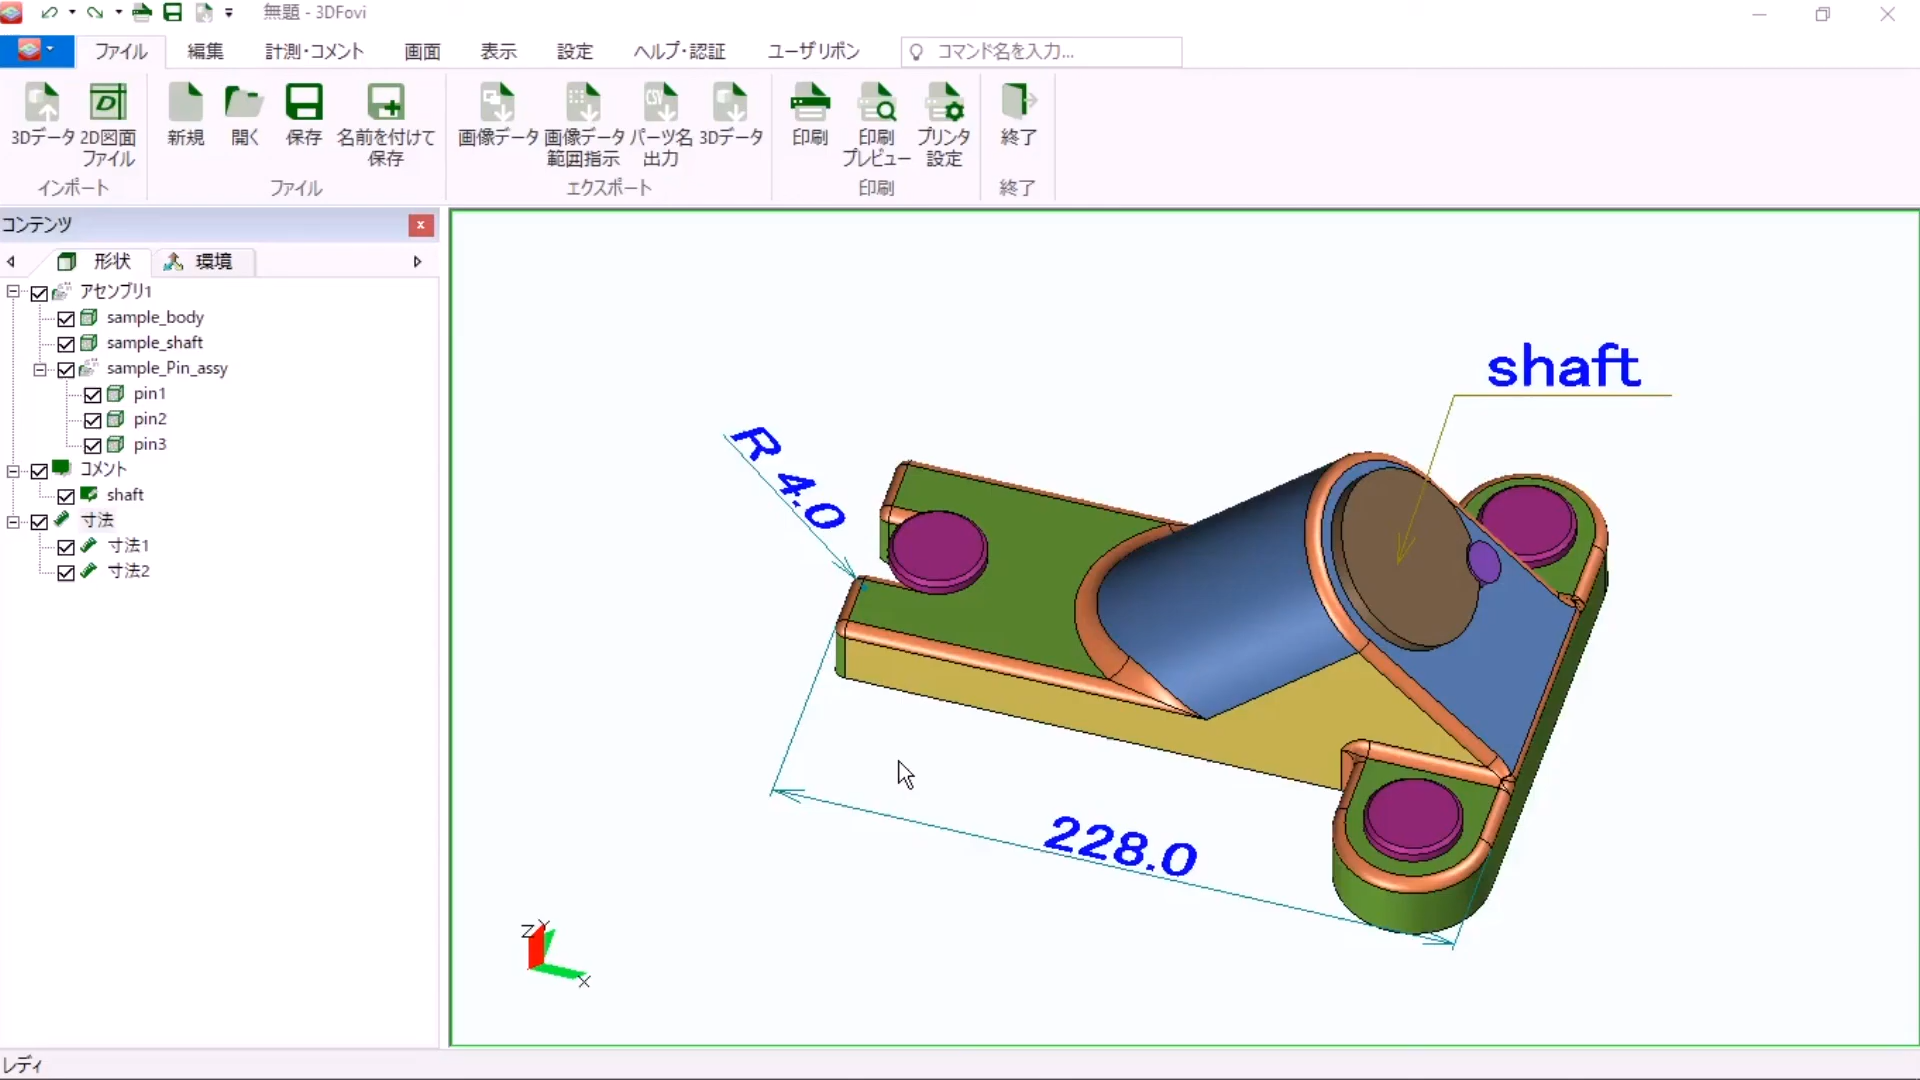 無題 - 3DFovi
ファイル 編集 計測・コメント 画面 表示 設定 ヘルプ・認証 ユーザリボン コマンド名を入力...
3Dデータ 2D図面 新規 開く 保存 名前を付けて 画像データ 画像データ パーツ名 3Dデータ 印刷 印刷 プリンタ 終了
ファイル 保存 範囲指示 出力 プレビュー 設定
インポート ファイル エクスポート 印刷 終了
コンテンツ
形状 環境
アセンブリ1
sample_body
sample_shaft
sample_Pin_assy
pin1
pin2
pin3
コメント
shaft
寸法
寸法1
寸法2
shaft
R 4.0
228.0
Z Y
X
レディ